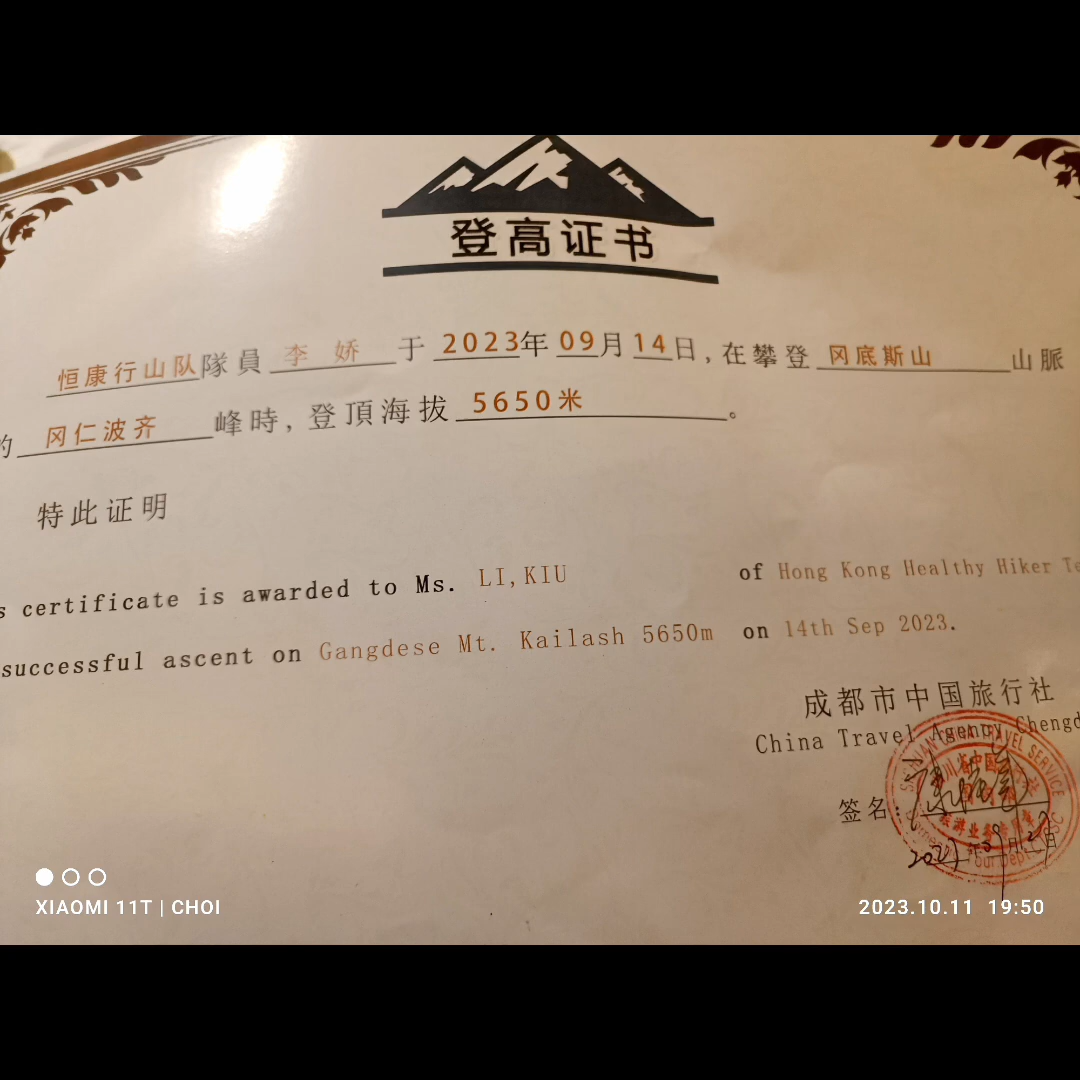 登高证书
恒康行山队隊員 李 娇 于 2023年 09月 14日, 在攀登 冈底斯山 山脈
的 冈仁波齐 峰時, 登頂海拔 5650米 。
特此证明
certificate is awarded to Ms. LI,KIU of Hong Kong Healthy Hiker
successful ascent on Gangdese Mt. Kailash 5650m on 14th Sep 2023.
成都市中国旅行社
China Travel Agency Chengd
签名:
XIAOMI 11T | CHOI
2023.10.11 19:50